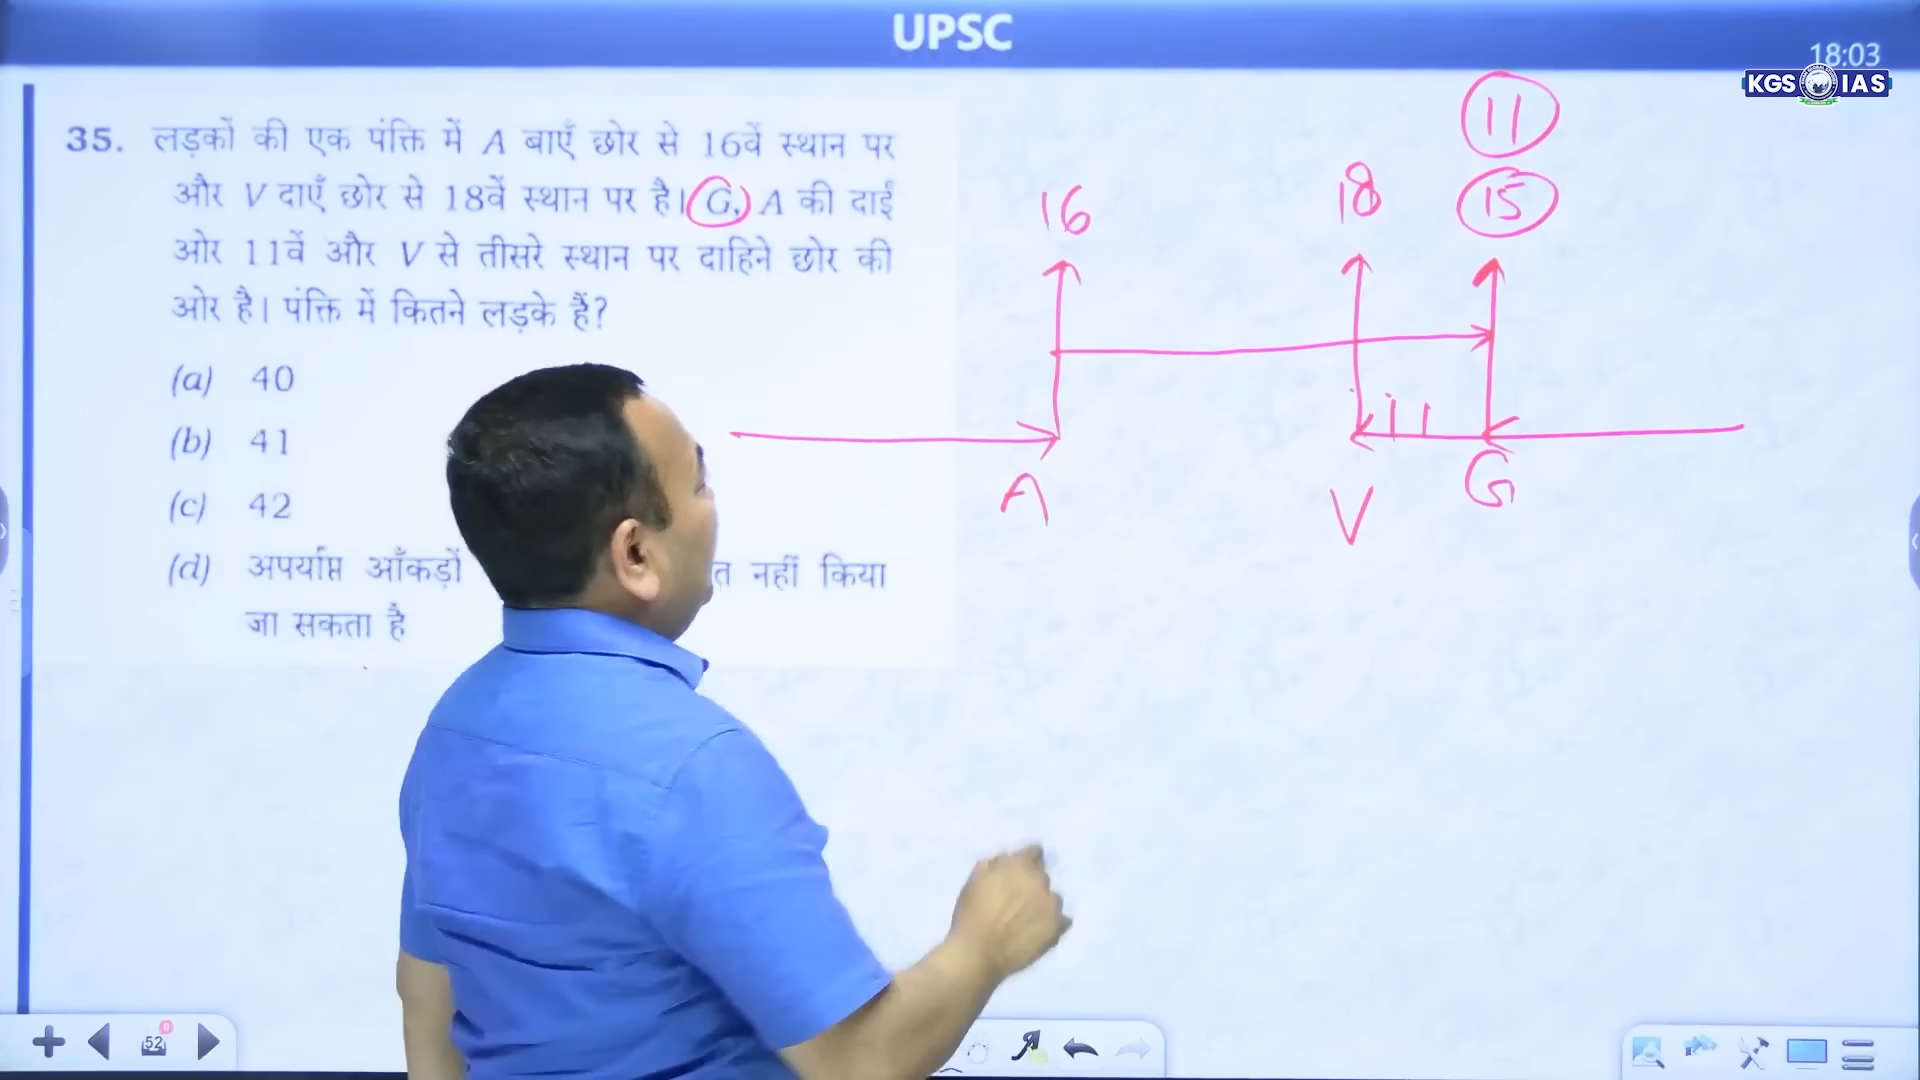 UPSC
18:03
KGS IAS
35. लड़कों की एक पंक्ति में A बाएँ छोर से 16वें स्थान पर
और V दाएँ छोर से 18वें स्थान पर है। G, A की दाईं
ओर 11वें और V से तीसरे स्थान पर दाहिने छोर की
ओर है। पंक्ति में कितने लड़के हैं?
(a) 40
(b) 41
(c) 42
(d) अपर्याप्त आँकड़ों नहीं किया
जा सकता है
11
16 18 15
A V G
52
0